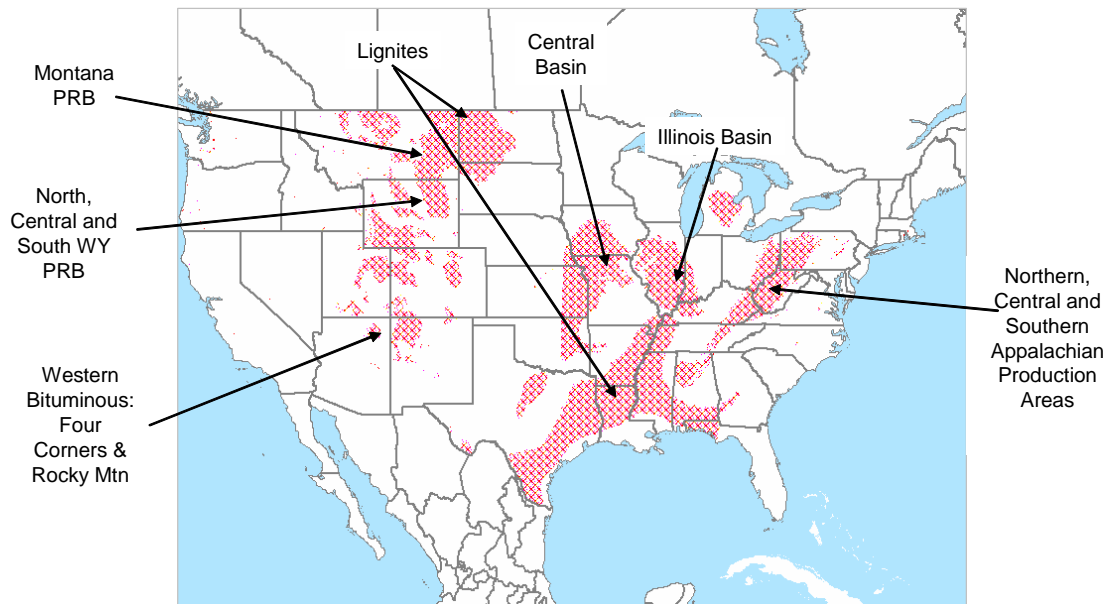 Montana
PRB
Lignites
Central
Basin
Illinois Basin
North,
Central and
South WY
PRB
Northern,
Central and
Southern
Appalachian
Production
Areas
Western
Bituminous:
Four
Corners &
Rocky Mtn